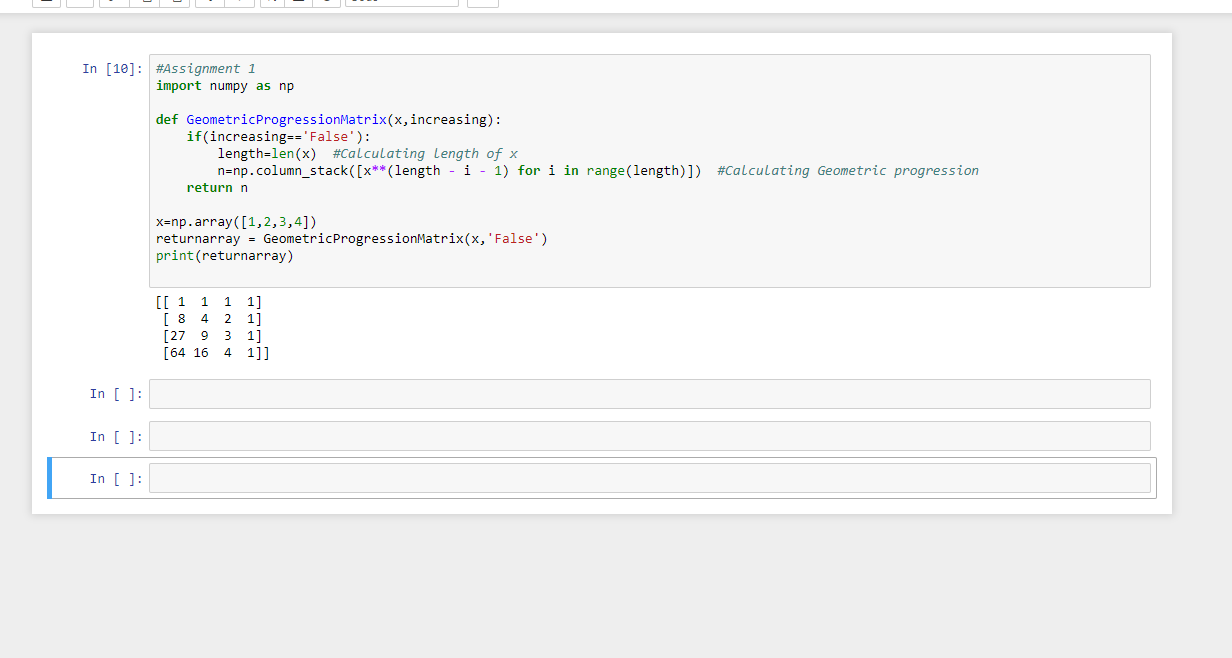 In [10]:
#Assignment 1
import numpy as np

def GeometricProgressionMatrix(x,increasing):
    if(increasing=='False'):
        length=len(x)  #Calculating length of x
        n=np.column_stack([x**(length - i - 1) for i in range(length)])  #Calculating Geometric progression
    return n

x=np.array([1,2,3,4])
returnarray = GeometricProgressionMatrix(x,'False')
print(returnarray)
[[ 1  1  1  1]
 [ 8  4  2  1]
 [27  9  3  1]
 [64 16  4  1]]
In [ ]:
In [ ]:
In [ ]: